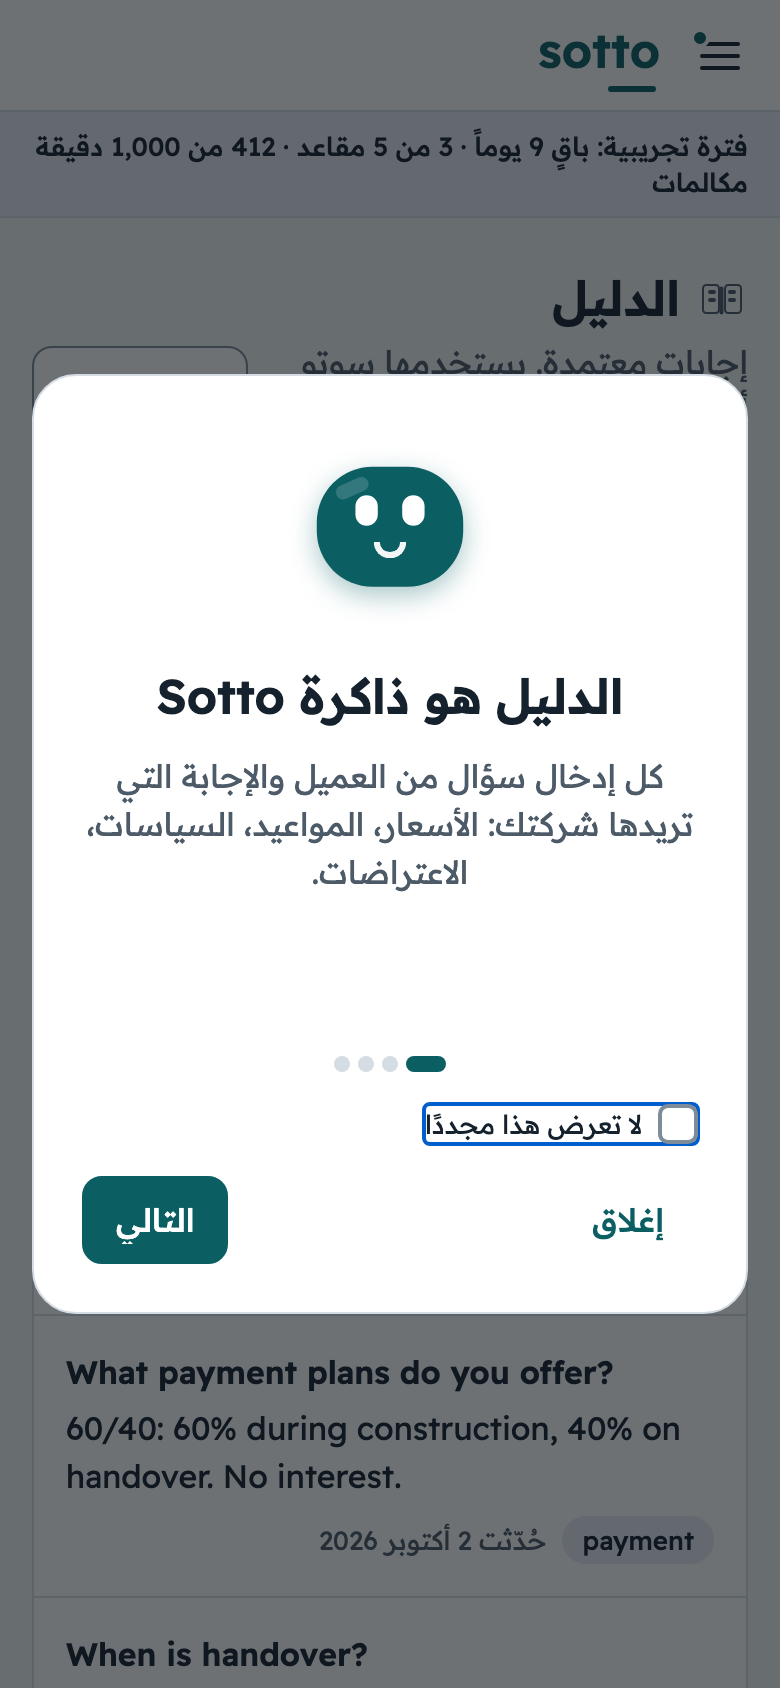 sotto
فترة تجريبية: باقٍ 9 يوماً · 3 من 5 مقاعد · 412 من 1,000 دقيقة
مكالمات
الدليل
إجابات معتمدة. يستخدمها سوتو
الدليل هو ذاكرة Sotto
كل إدخال سؤال من العميل والإجابة التي
تريدها شركتك: الأسعار، المواعيد، السياسات،
الاعتراضات.
لا تعرض هذا مجددًا
إغلاق
التالي
What payment plans do you offer?
60/40: 60% during construction, 40% on
handover. No interest.
payment
حُدّثت 2 أكتوبر 2026
When is handover?